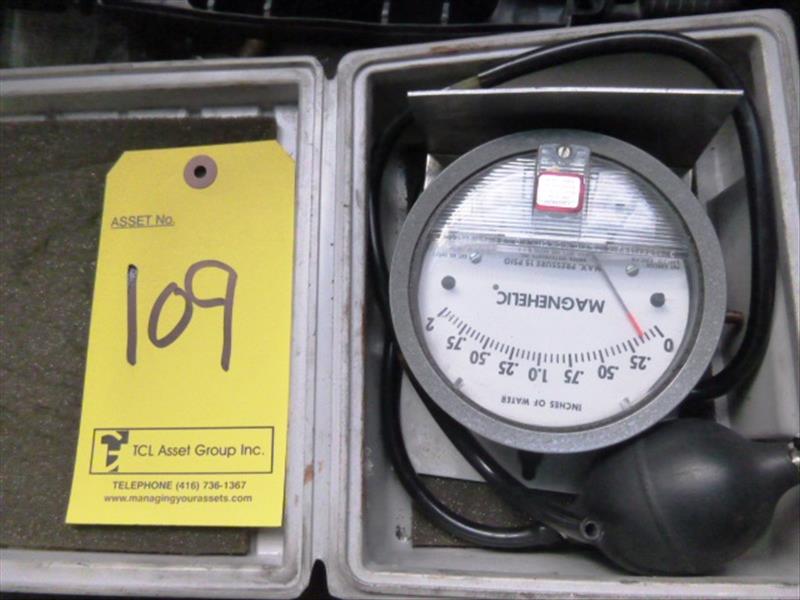 ASSET No.
109
TCL Asset Group Inc.
TELEPHONE (416) 736-1367
www.managingyourassets.com
INCHES OF WATER
0 .25 .50 .75 1.0 .25 .50 .75 2
MAGNEHELIC
MAX. PRESSURE 15 PSIG